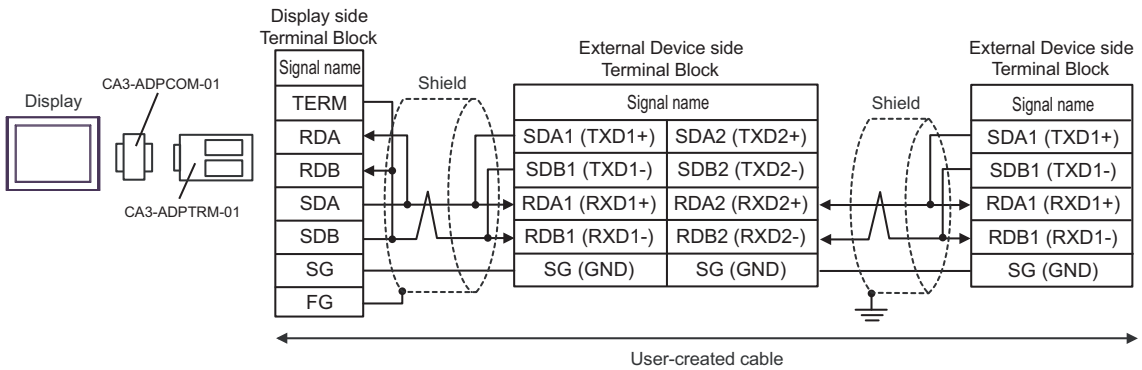 Display
CA3-ADPCOM-01
CA3-ADPTRM-01
Display side
Terminal Block
Signal name
TERM
RDA
RDB
SDA
SDB
SG
FG
Shield
External Device side
Terminal Block
Signal name
SDA1 (TXD1+) SDA2 (TXD2+)
SDB1 (TXD1-) SDB2 (TXD2-)
RDA1 (RXD1+) RDA2 (RXD2+)
RDB1 (RXD1-) RDB2 (RXD2-)
SG (GND) SG (GND)
Shield
External Device side
Terminal Block
Signal name
SDA1 (TXD1+)
SDB1 (TXD1-)
RDA1 (RXD1+)
RDB1 (RXD1-)
SG (GND)
User-created cable